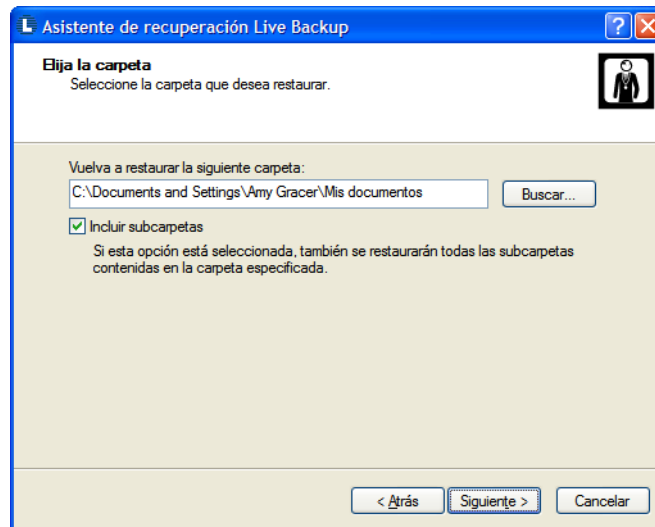 Asistente de recuperación Live Backup
Elija la carpeta
Seleccione la carpeta que desea restaurar.
Vuelva a restaurar la siguiente carpeta:
C:\Documents and Settings\Amy Gracer\Mis documentos
Buscar...
Incluir subcarpetas
Si esta opción está seleccionada, también se restaurarán todas las subcarpetas
contenidas en la carpeta especificada.
< Atrás Siguiente > Cancelar